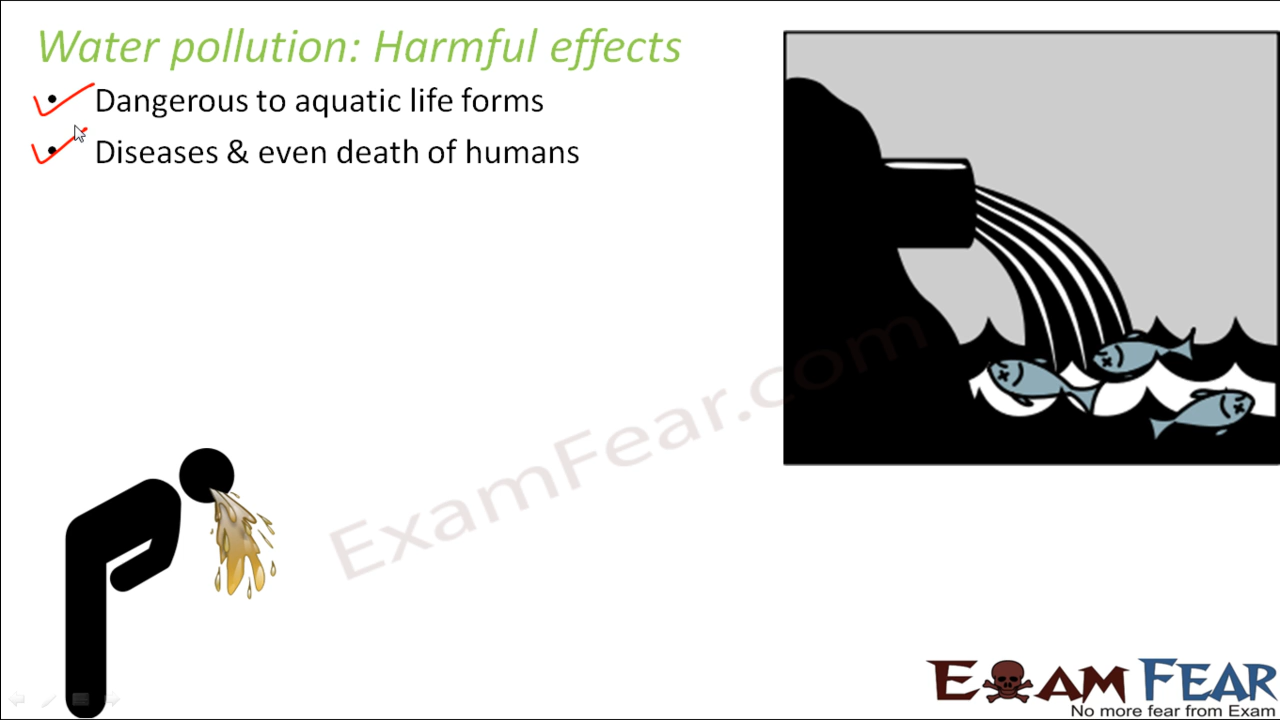 Water pollution: Harmful effects
• Dangerous to aquatic life forms
• Diseases & even death of humans
ExamFear.com
EXAM FEAR
No more fear from Exam